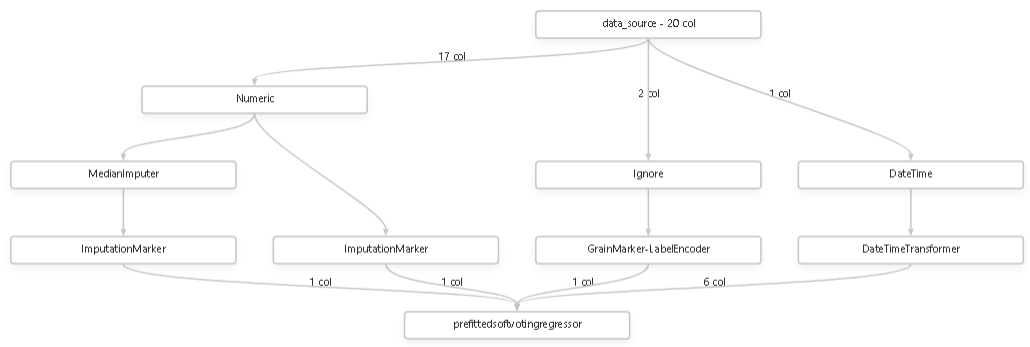 data_source - 20 col
17 col
2 col
1 col
Numeric
MedianImputer
Ignore
DateTime
ImputationMarker
ImputationMarker
GrainMarker-LabelEncoder
DateTimeTransformer
1 col
1 col
1 col
6 col
prefittedsoftvotingregressor